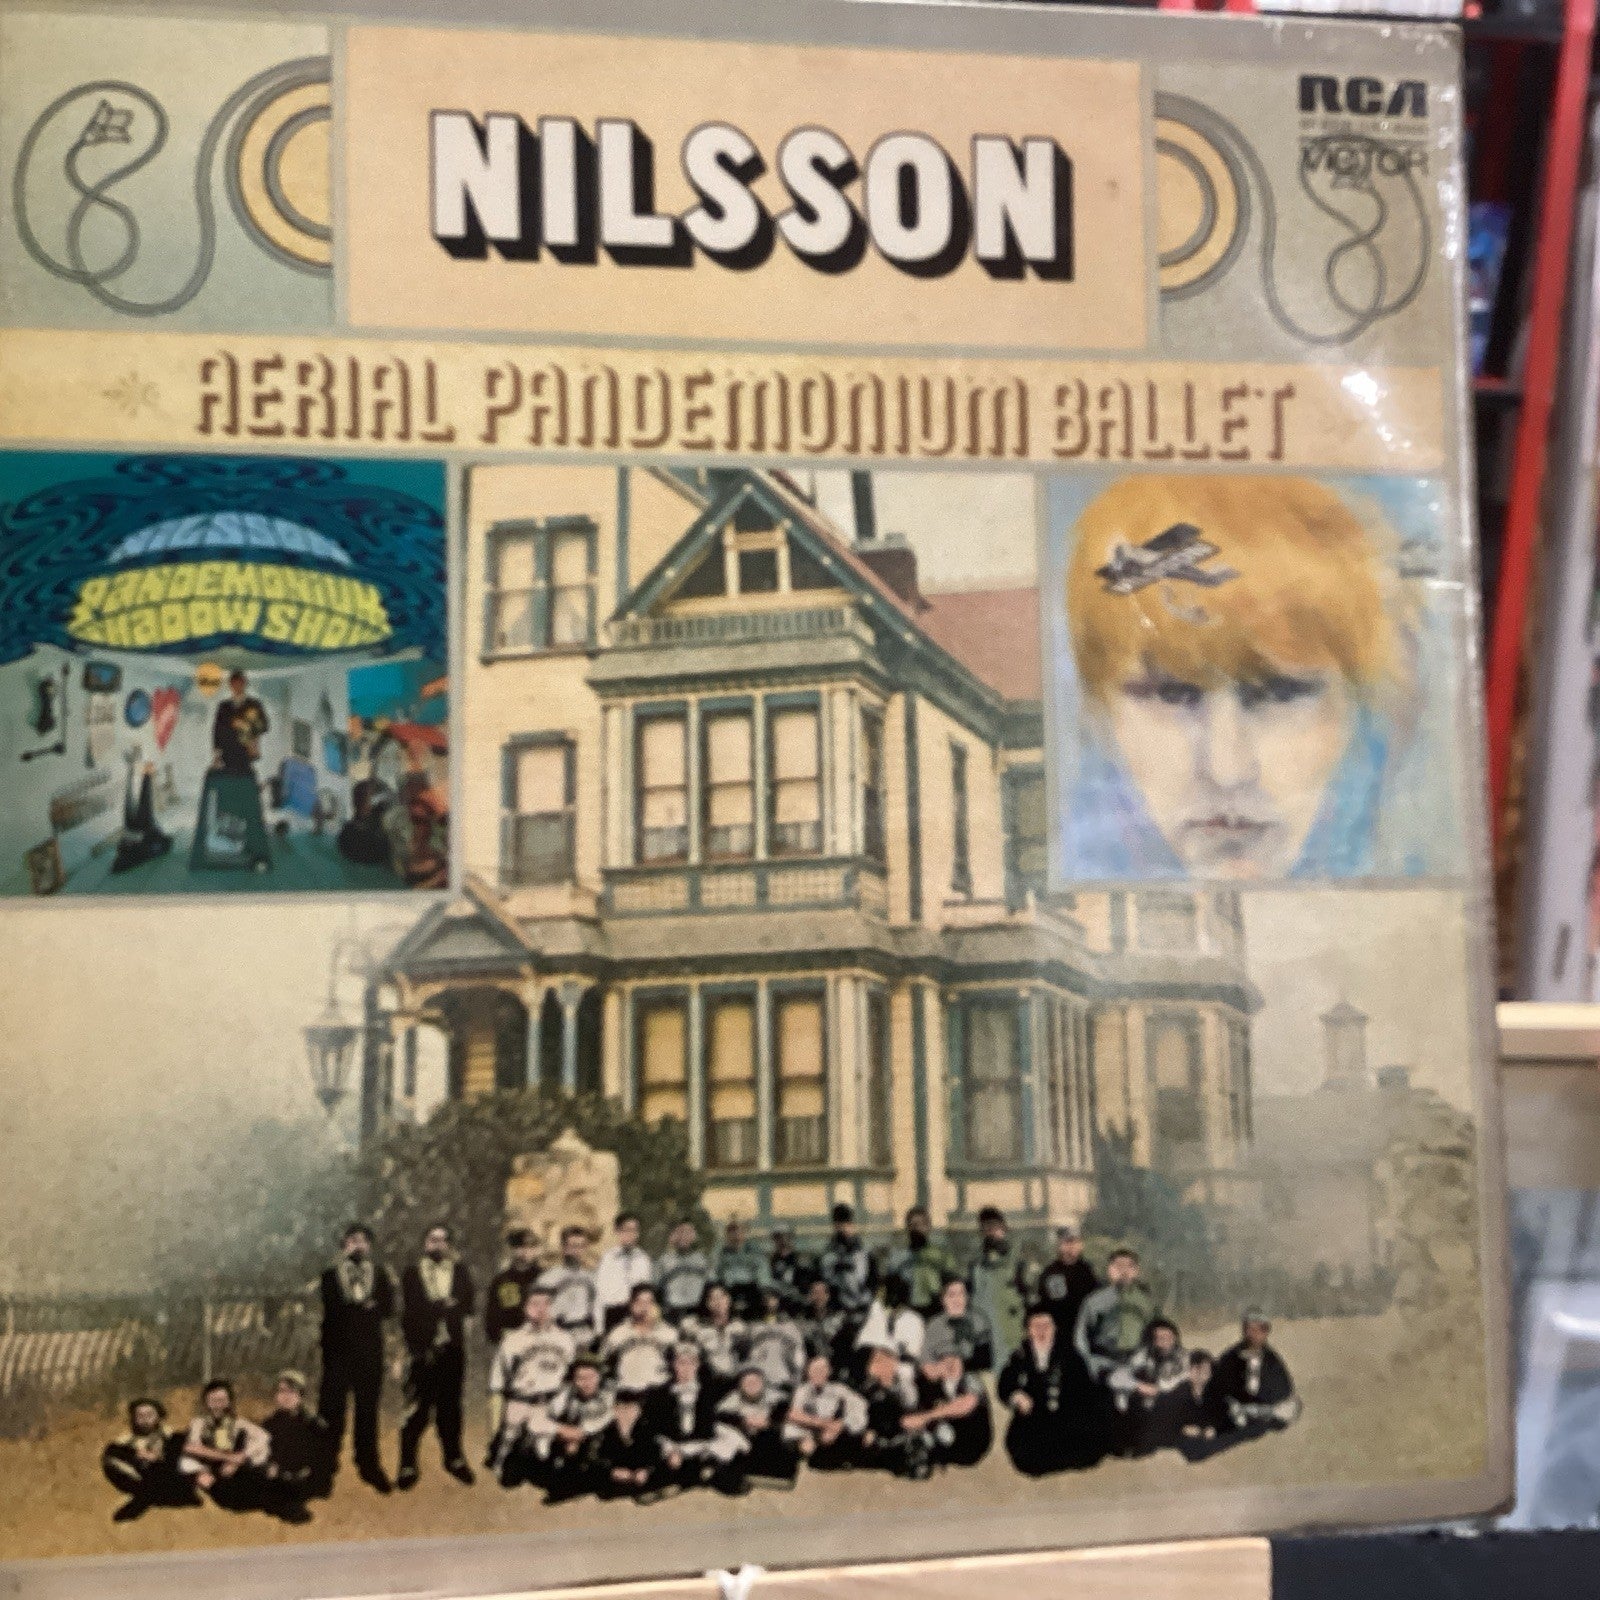 NILSSON
RCA
VICTOR
AERIAL PANDEMONIUM BALLET
NILSSON
PANDEMONIUM
SHADOW SHOW